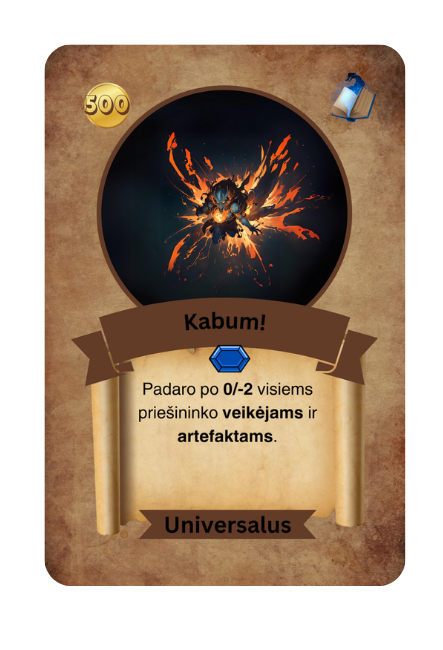 500
Kabum!
Padaro po 0/-2 visiems
priešininko veikėjams ir
artefaktams.
Universalus